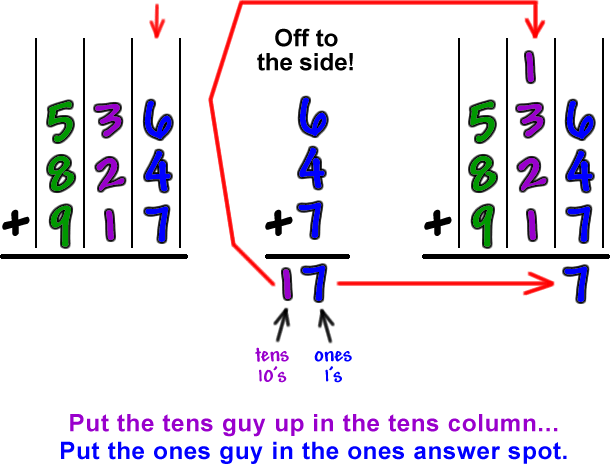 Off to
the side!
1
5 3 6
8 2 4
+ 9 1 7
6
4
+ 7
17
5 3 6
8 2 4
+ 9 1 7
7
tens ones
10's 1's
Put the tens guy up in the tens column...
Put the ones guy in the ones answer spot.